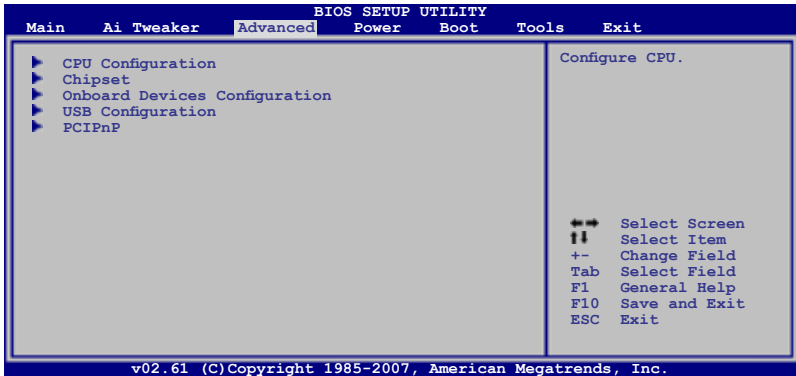 BIOS SETUP UTILITY
Main Ai Tweaker Advanced Power Boot Tools Exit
CPU Configuration
Chipset
Onboard Devices Configuration
USB Configuration
PCIPnP
Configure CPU.
Select Screen
Select Item
+- Change Field
Tab Select Field
F1 General Help
F10 Save and Exit
ESC Exit
v02.61 (C)Copyright 1985-2007, American Megatrends, Inc.